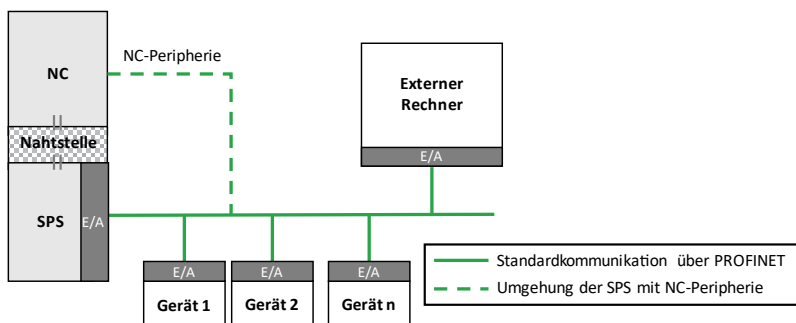 NC-Peripherie
NC
Externer
Rechner
Nahtstelle
E/A
SPS
E/A
E/A
E/A
E/A
Gerät 1
Gerät 2
Gerät n
Standardkommunikation über PROFINET
Umgehung der SPS mit NC-Peripherie